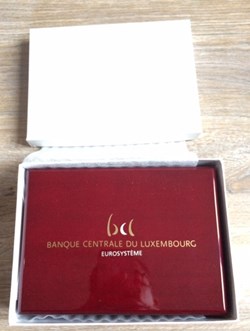 bcl
BANQUE CENTRALE DU LUXEMBOURG
EUROSYSTÈME